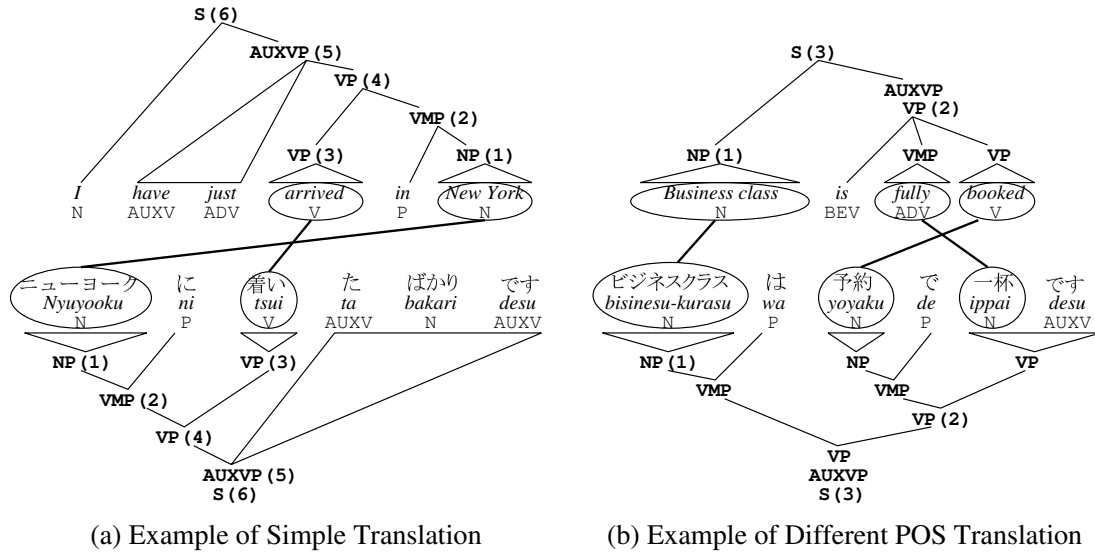 S(6)
AUXVP(5)
VP(4)
VMP(2)
VP(3) NP(1)
I have just arrived in New York
N AUXV ADV V P N
ニューヨーク に 着い た ばかり です
Nyuyooku ni tsui ta bakari desu
N P V AUXV N AUXV
NP(1) VP(3)
VMP(2)
VP(4)
AUXVP(5)
S(6)
(a) Example of Simple Translation
S(3)
AUXVP
VP(2)
NP(1) VMP VP
Business class is fully booked
N BEV ADV V
ビジネスクラス は 予約 で 一杯 です
bisinesu-kurasu wa yoyaku de ippai desu
N P N P N AUXV
NP(1) NP VP
VMP VMP
VP(2)
VP
AUXVP
S(3)
(b) Example of Different POS Translation